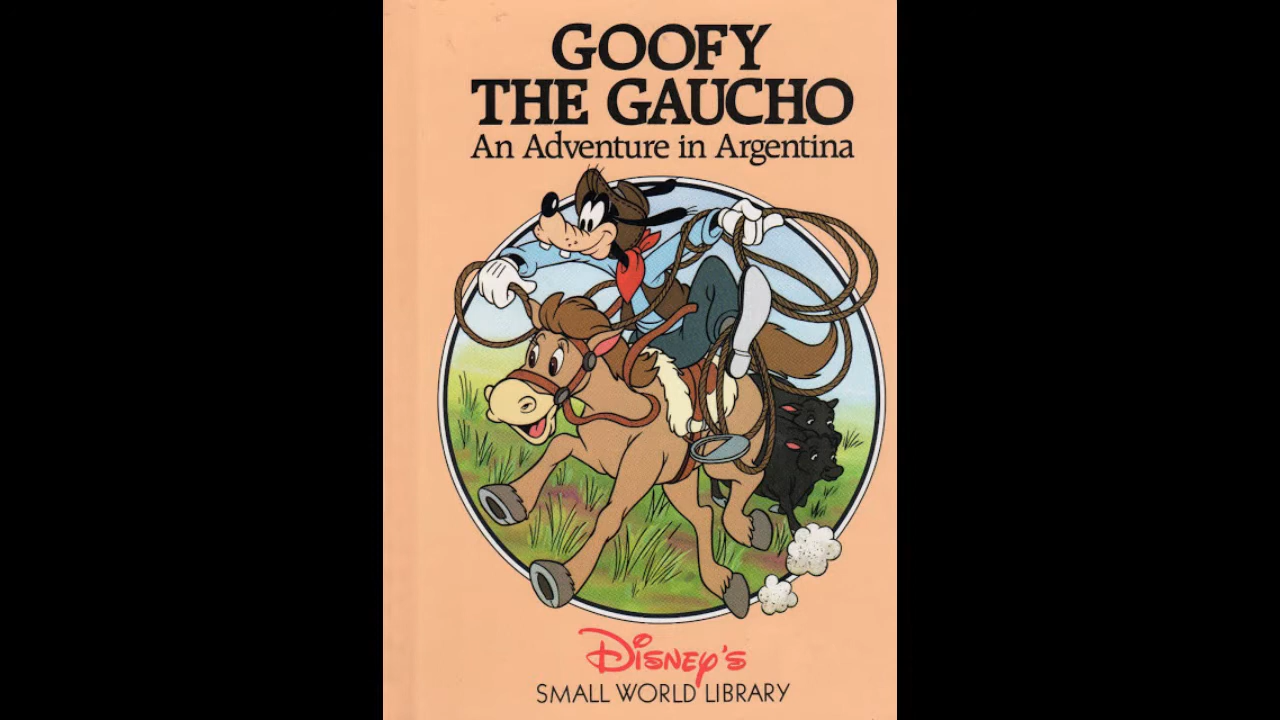 GOOFY
THE GAUCHO
An Adventure in Argentina
DISNEY'S
SMALL WORLD LIBRARY